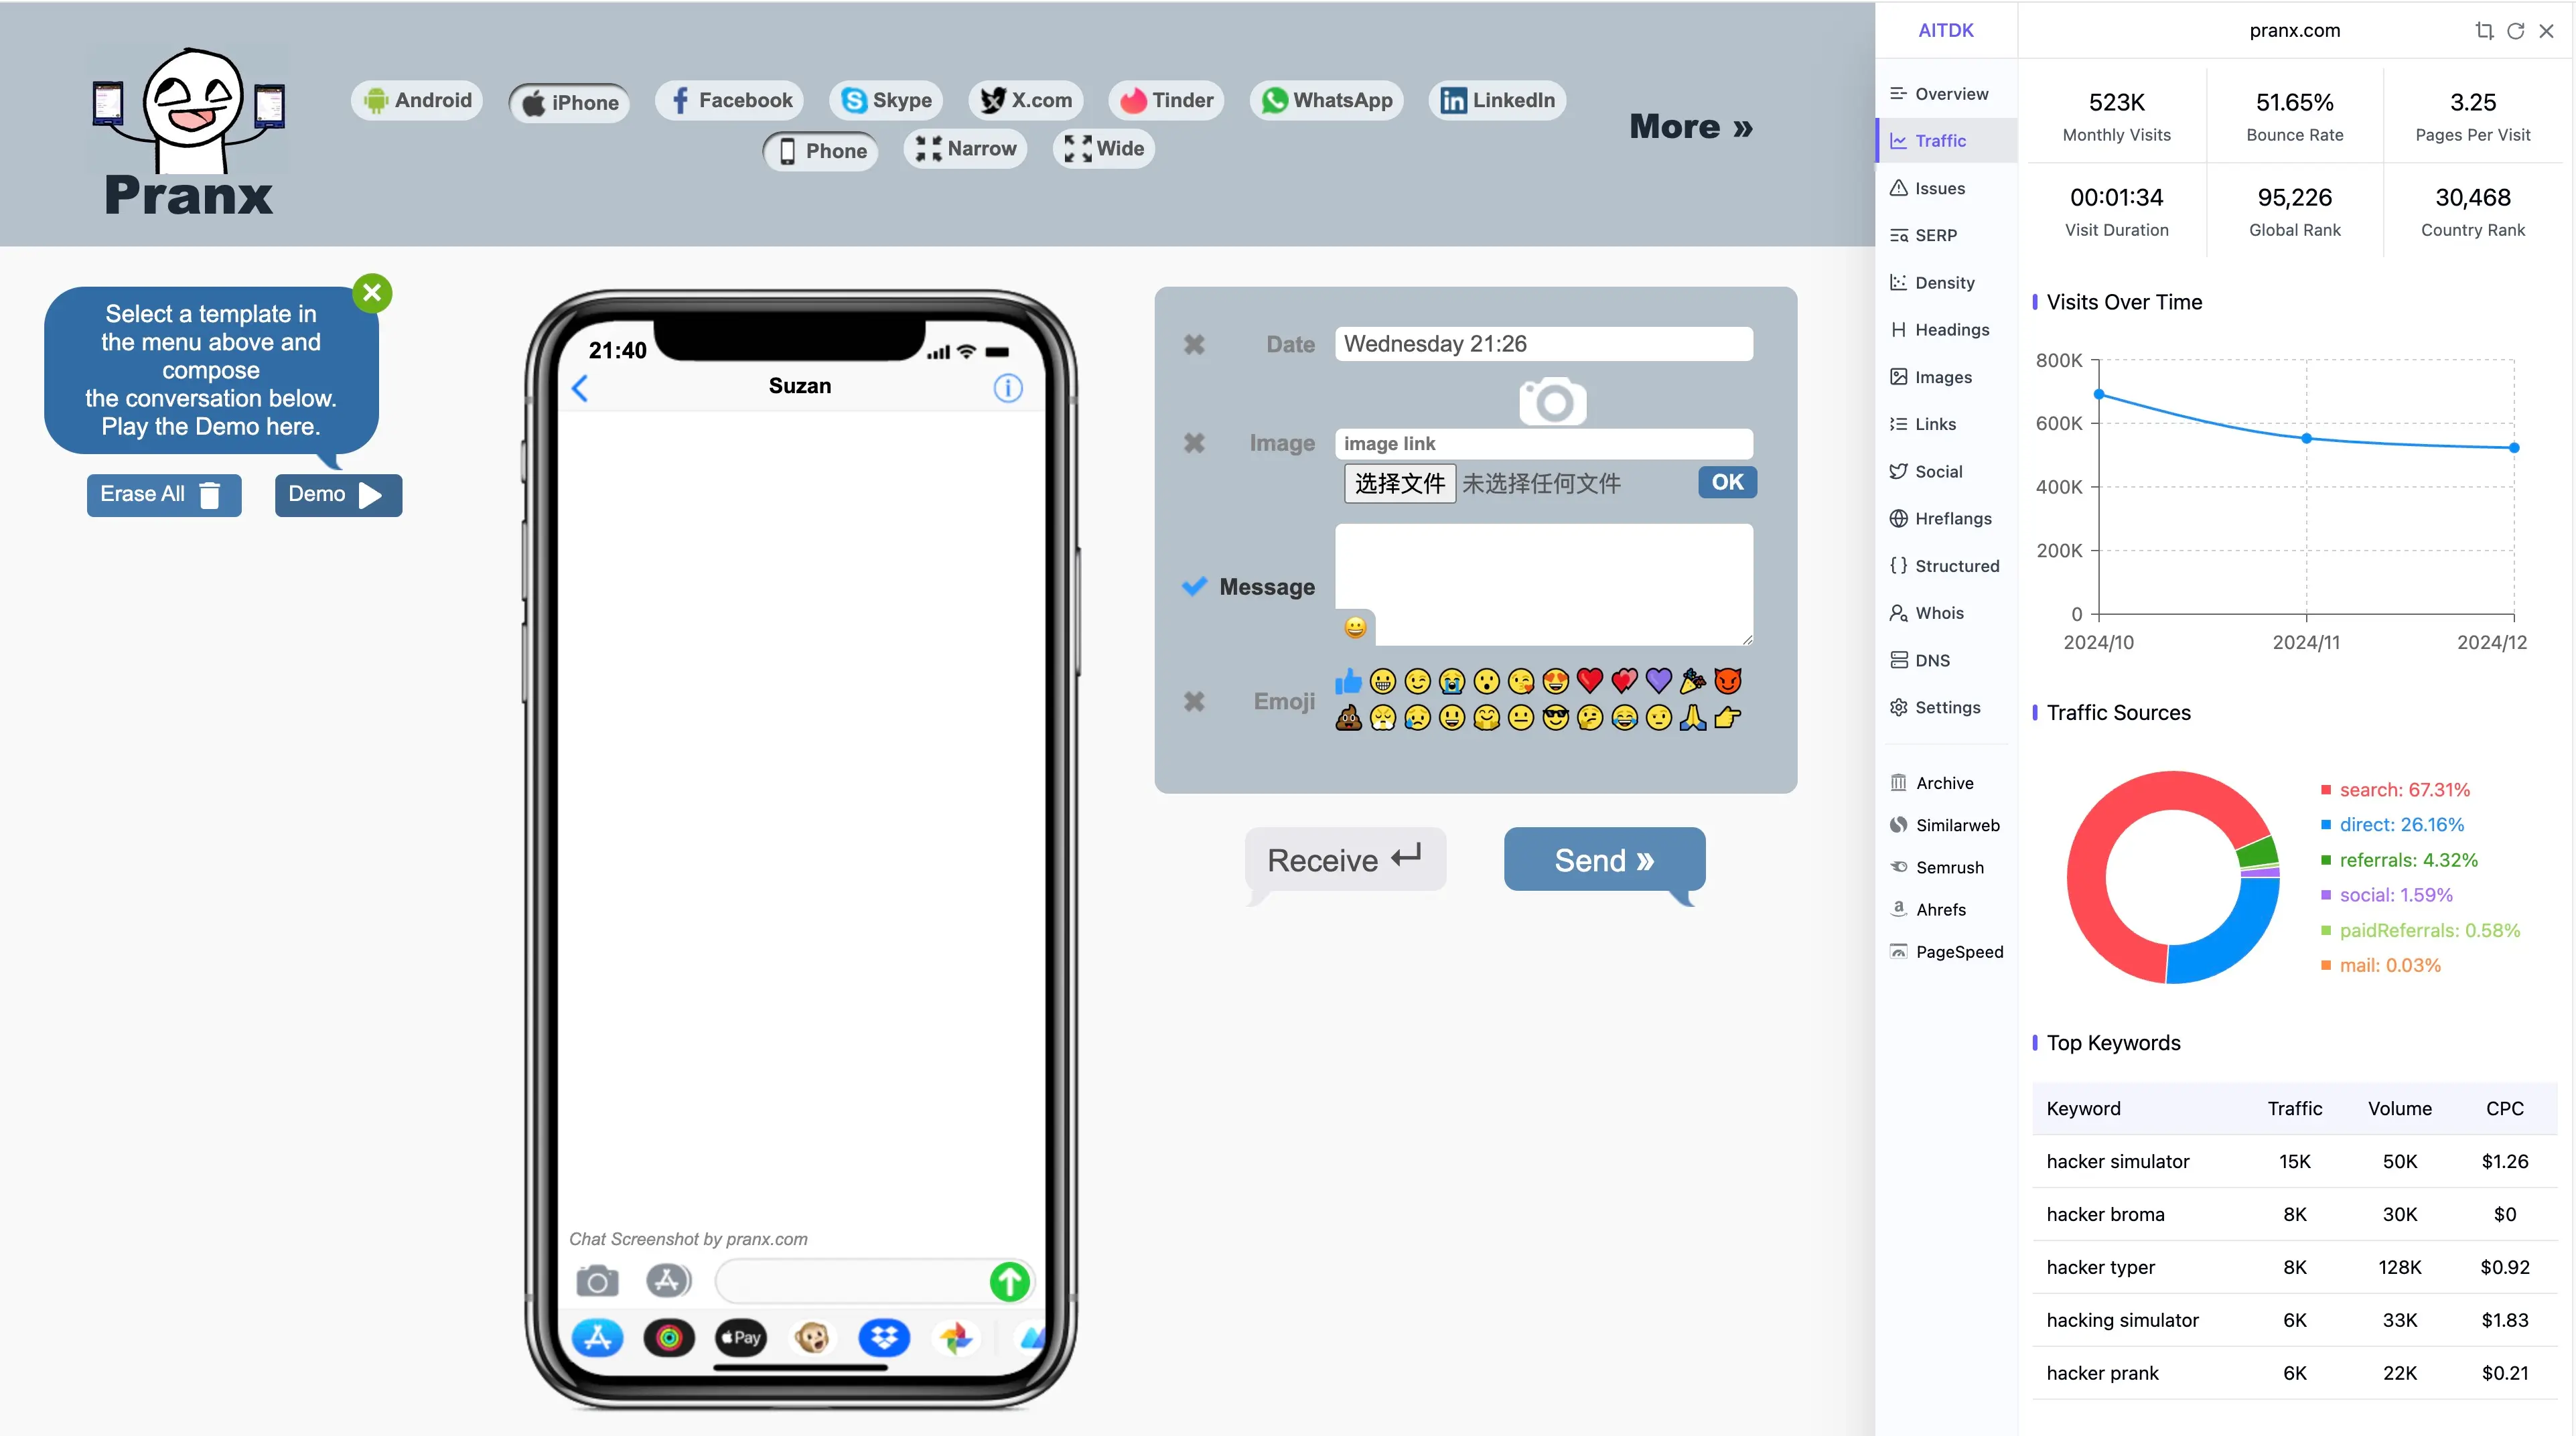 Pranx
Android
iPhone
Facebook
Skype
X.com
Tinder
WhatsApp
LinkedIn
Phone
Narrow
Wide
More »
Select a template in
the menu above and
compose
the conversation below.
Play the Demo here.
Erase All
Demo
21:40
Suzan
Chat Screenshot by pranx.com
Pay
Date
Wednesday 21:26
Image
image link
选择文件 未选择任何文件
OK
Message
Emoji
Receive
Send »
AITDK
Overview
Traffic
Issues
SERP
Density
Headings
Images
Links
Social
Hreflangs
Structured
Whois
DNS
Settings
Archive
Similarweb
Semrush
Ahrefs
PageSpeed
pranx.com
523K 51.65% 3.25
Monthly Visits Bounce Rate Pages Per Visit
00:01:34 95,226 30,468
Visit Duration Global Rank Country Rank
Visits Over Time
800K
600K
400K
200K
0
2024/10 2024/11 2024/12
Traffic Sources
search: 67.31%
direct: 26.16%
referrals: 4.32%
social: 1.59%
paidReferrals: 0.58%
mail: 0.03%
Top Keywords
Keyword Traffic Volume CPC
hacker simulator 15K 50K $1.26
hacker broma 8K 30K $0
hacker typer 8K 128K $0.92
hacking simulator 6K 33K $1.83
hacker prank 6K 22K $0.21